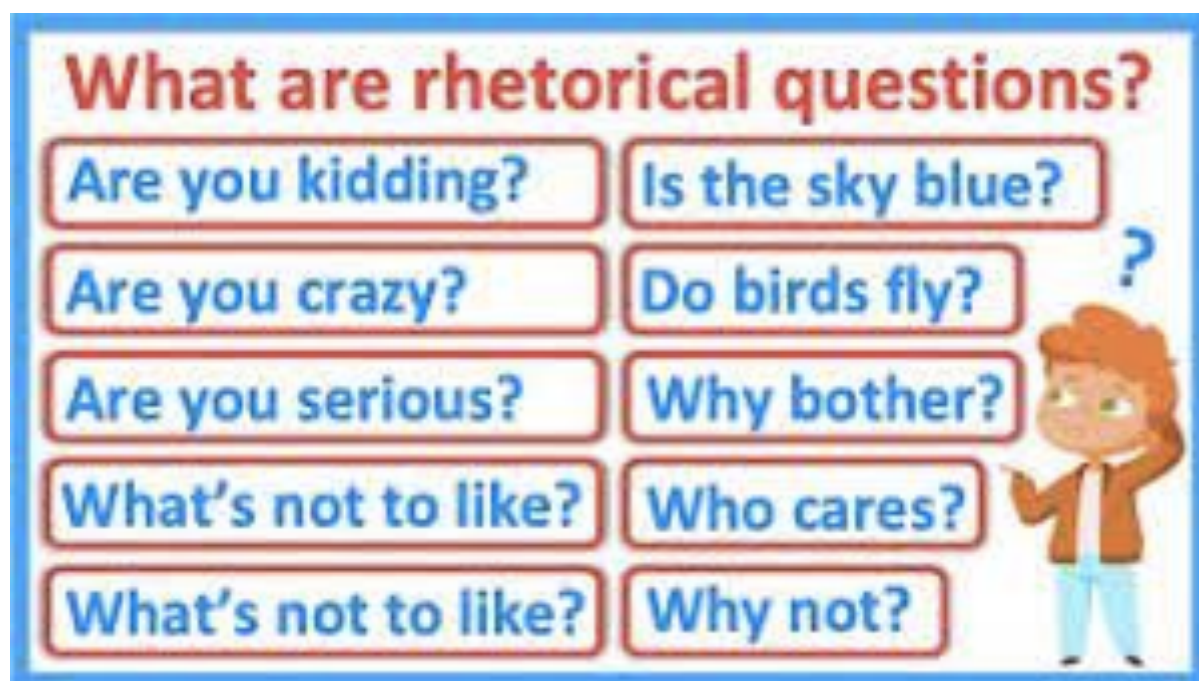 What are rhetorical questions?
Are you kidding?
Is the sky blue?
Are you crazy?
Do birds fly?
Are you serious?
Why bother?
What's not to like?
Who cares?
What's not to like?
Why not?
?